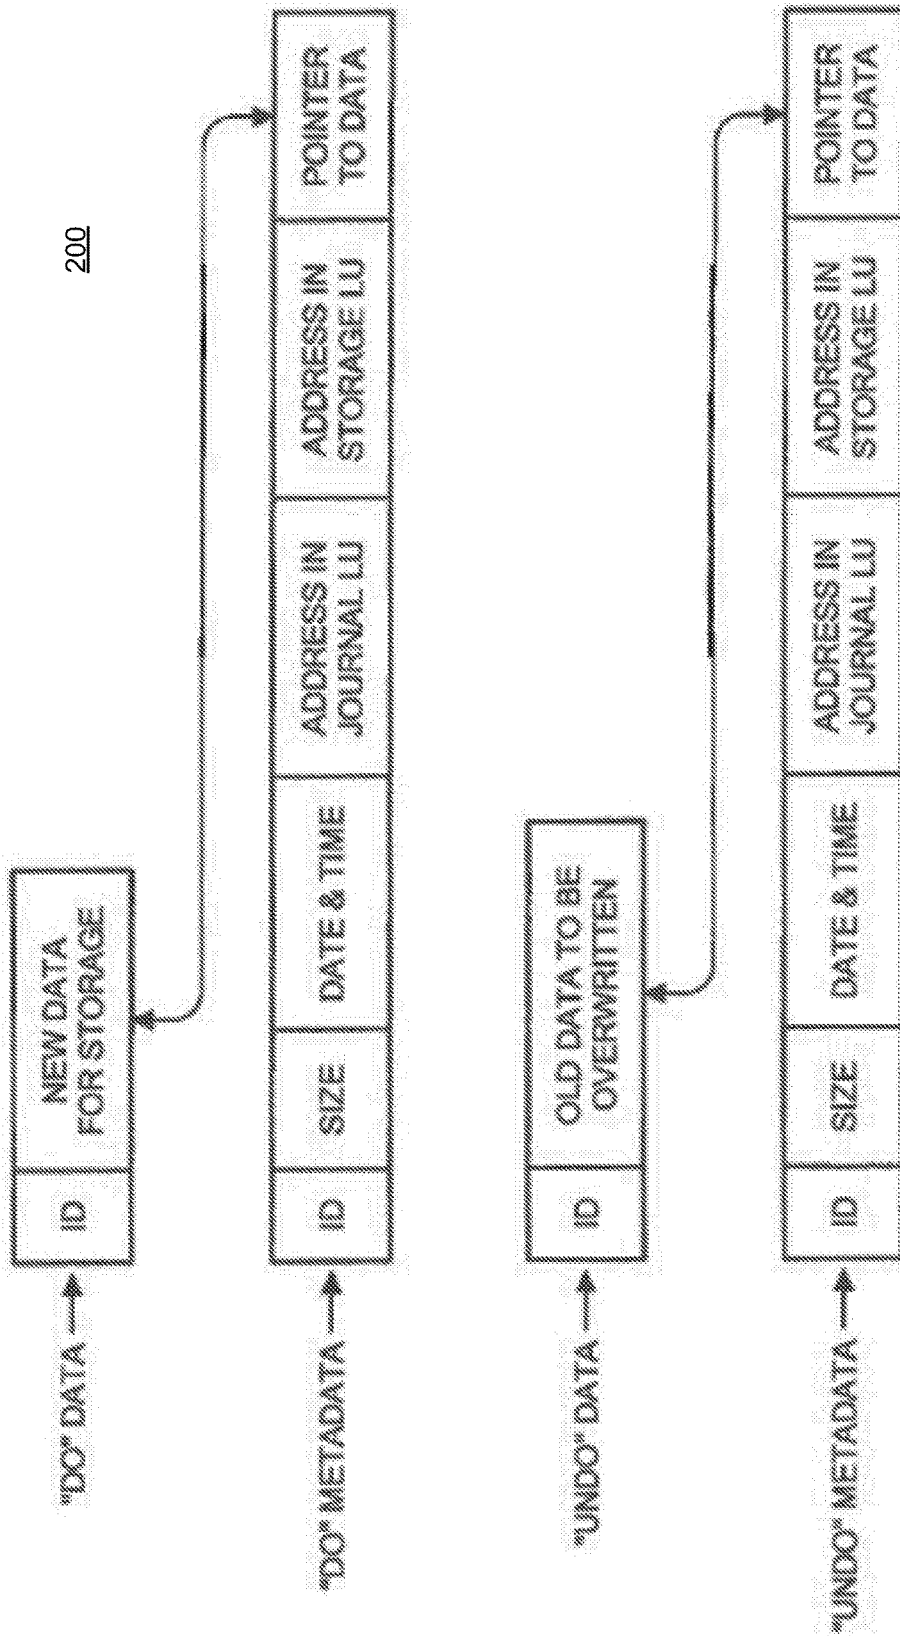 200
"DO" DATA
ID
NEW DATA
FOR STORAGE
"DO" METADATA
ID
SIZE
DATE & TIME
ADDRESS IN
JOURNAL LU
ADDRESS IN
STORAGE LU
POINTER
TO DATA
"UNDO" DATA
ID
OLD DATA TO BE
OVERWRITTEN
"UNDO" METADATA
ID
SIZE
DATE & TIME
ADDRESS IN
JOURNAL LU
ADDRESS IN
STORAGE LU
POINTER
TO DATA